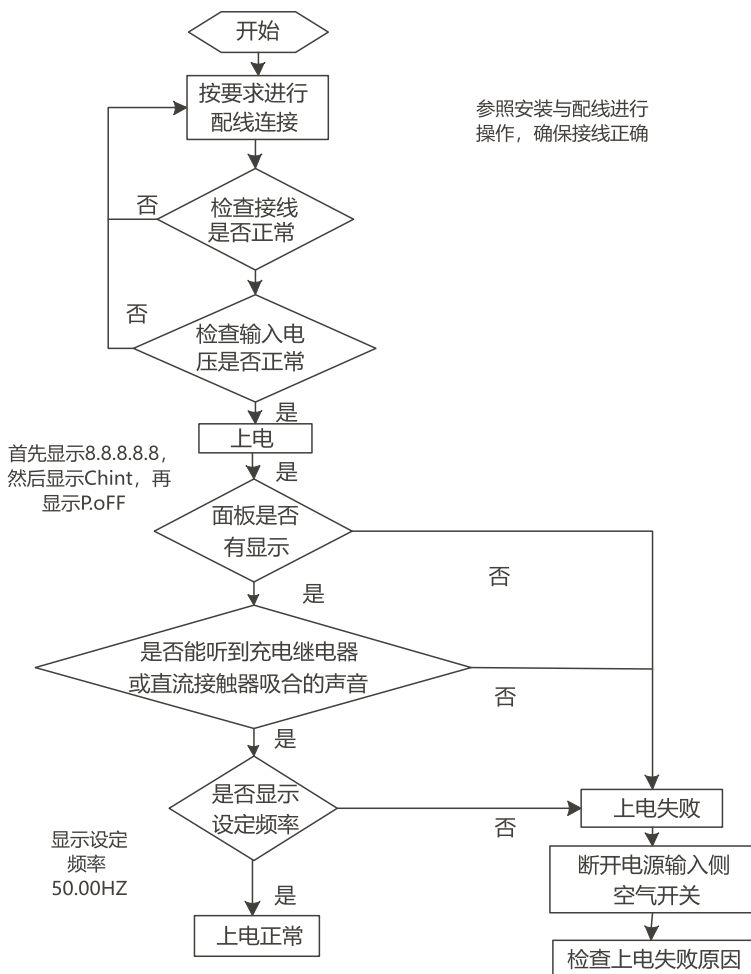 开始
按要求进行
配线连接
参照安装与配线进行
操作，确保接线正确
否
检查接线
是否正常
否
检查输入电
压是否正常
是
上电
首先显示8.8.8.8.8，
然后显示Chint，再
显示P.oFF
是
面板是否
有显示
否
是
是否能听到充电继电器
或直流接触器吸合的声音
否
是
是否显示
设定频率
否
上电失败
显示设定
频率
50.00HZ
断开电源输入侧
空气开关
是
上电正常
检查上电失败原因